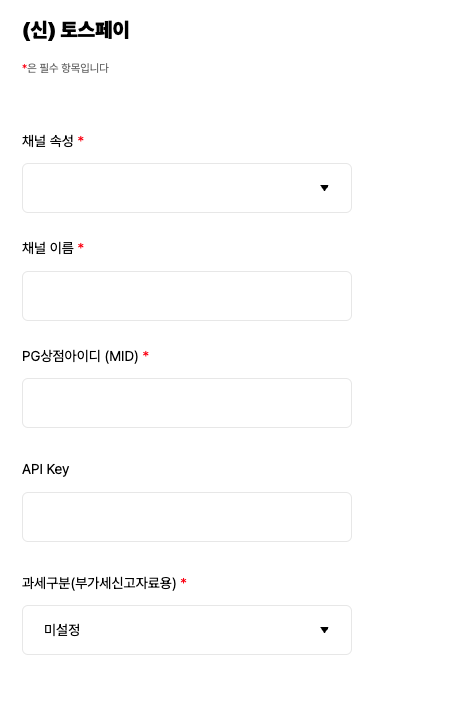 (신) 토스페이
*은 필수 항목입니다
채널 속성 *
채널 이름 *
PG상점아이디 (MID) *
API Key
과세구분(부가세신고자료용) *
미설정